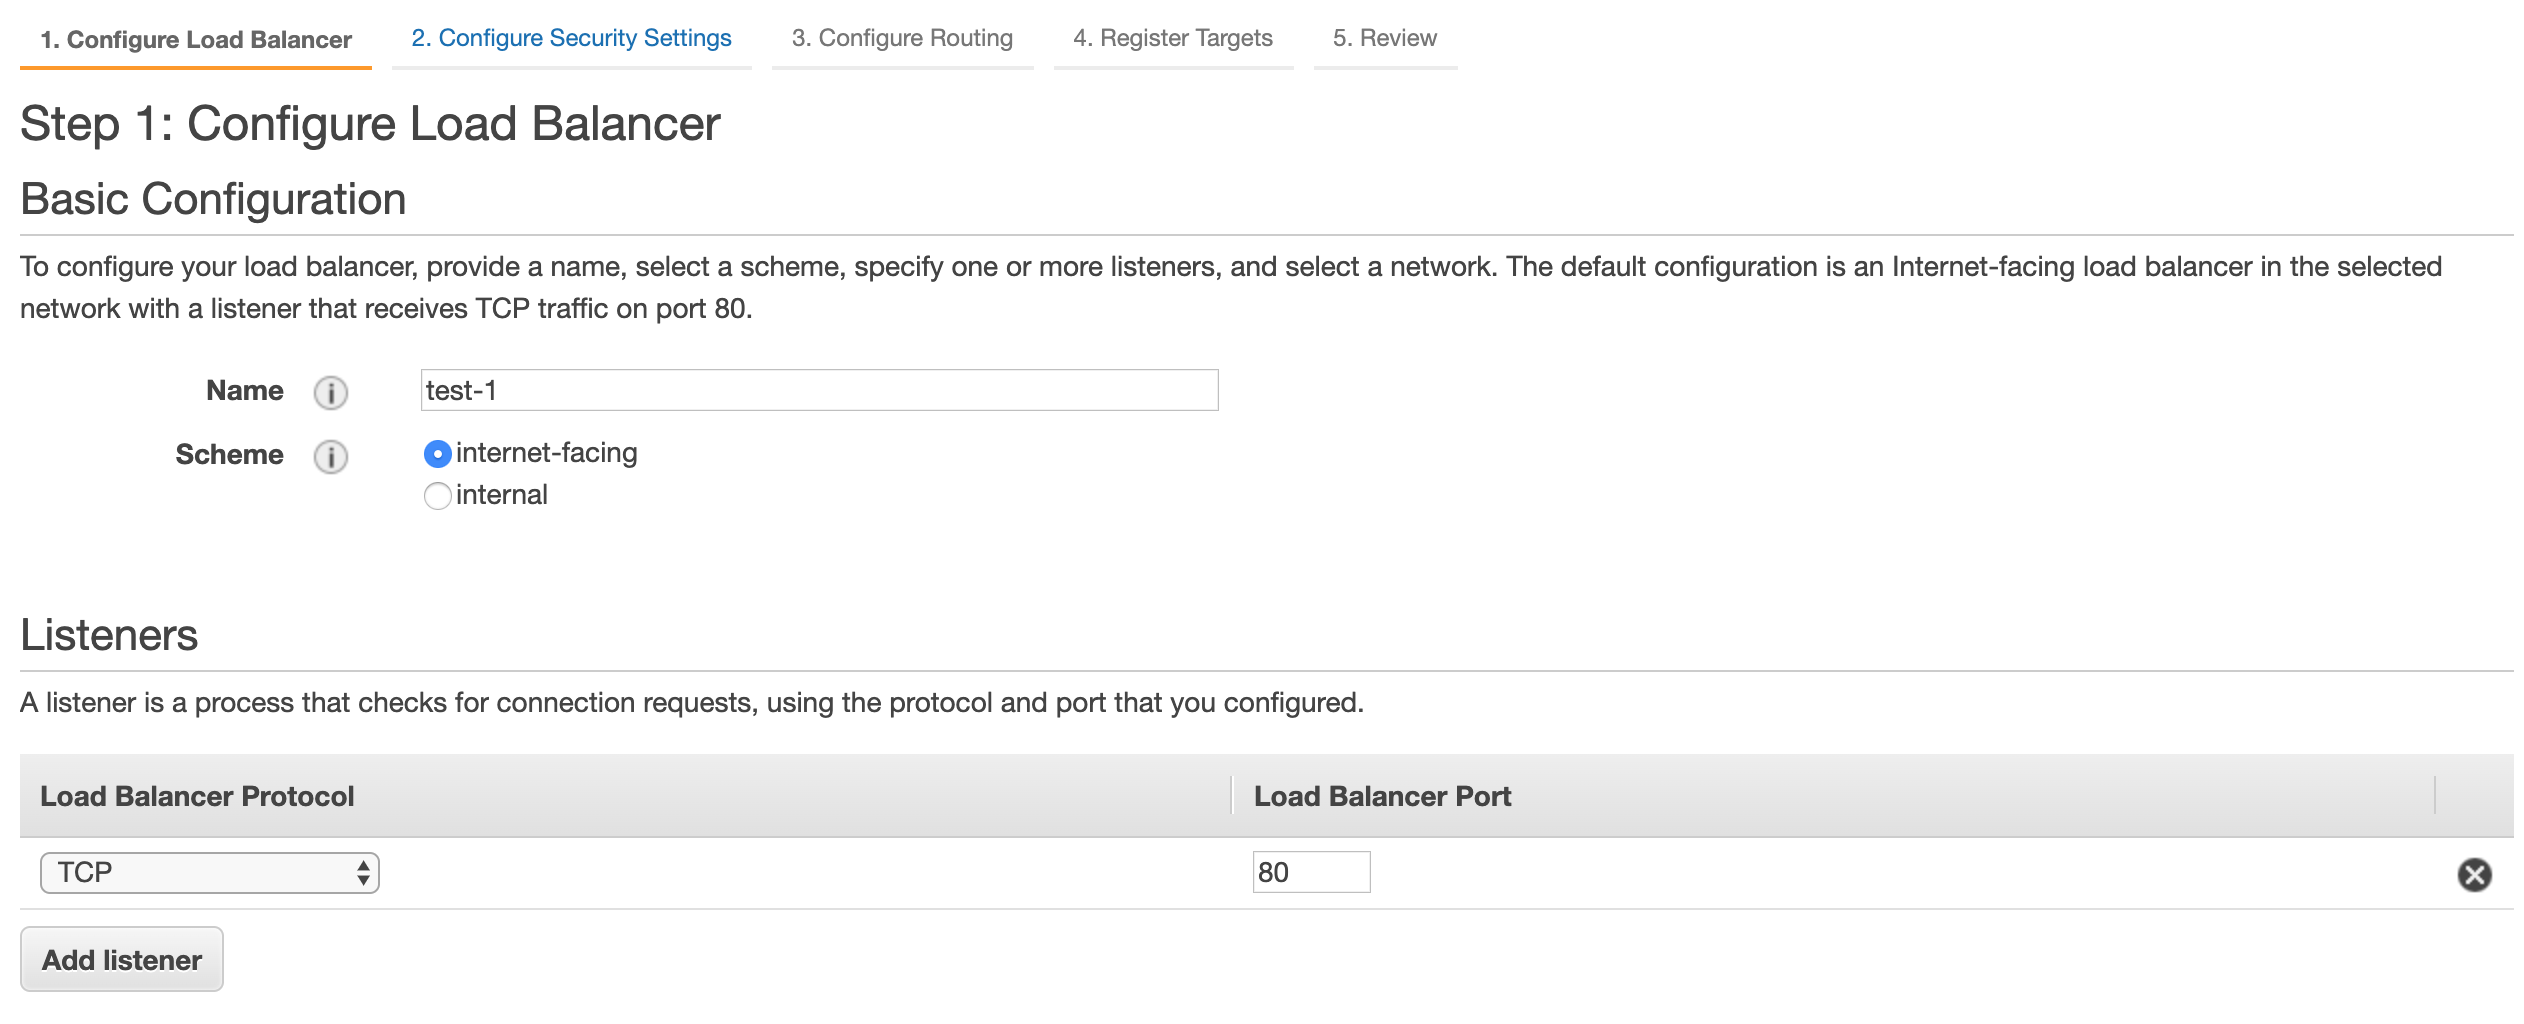 1. Configure Load Balancer 2. Configure Security Settings 3. Configure Routing 4. Register Targets 5. Review
Step 1: Configure Load Balancer
Basic Configuration
To configure your load balancer, provide a name, select a scheme, specify one or more listeners, and select a network. The default configuration is an Internet-facing load balancer in the selected
network with a listener that receives TCP traffic on port 80.
Name i test-1
Scheme i internet-facing
internal
Listeners
A listener is a process that checks for connection requests, using the protocol and port that you configured.
Load Balancer Protocol Load Balancer Port
TCP 80
Add listener